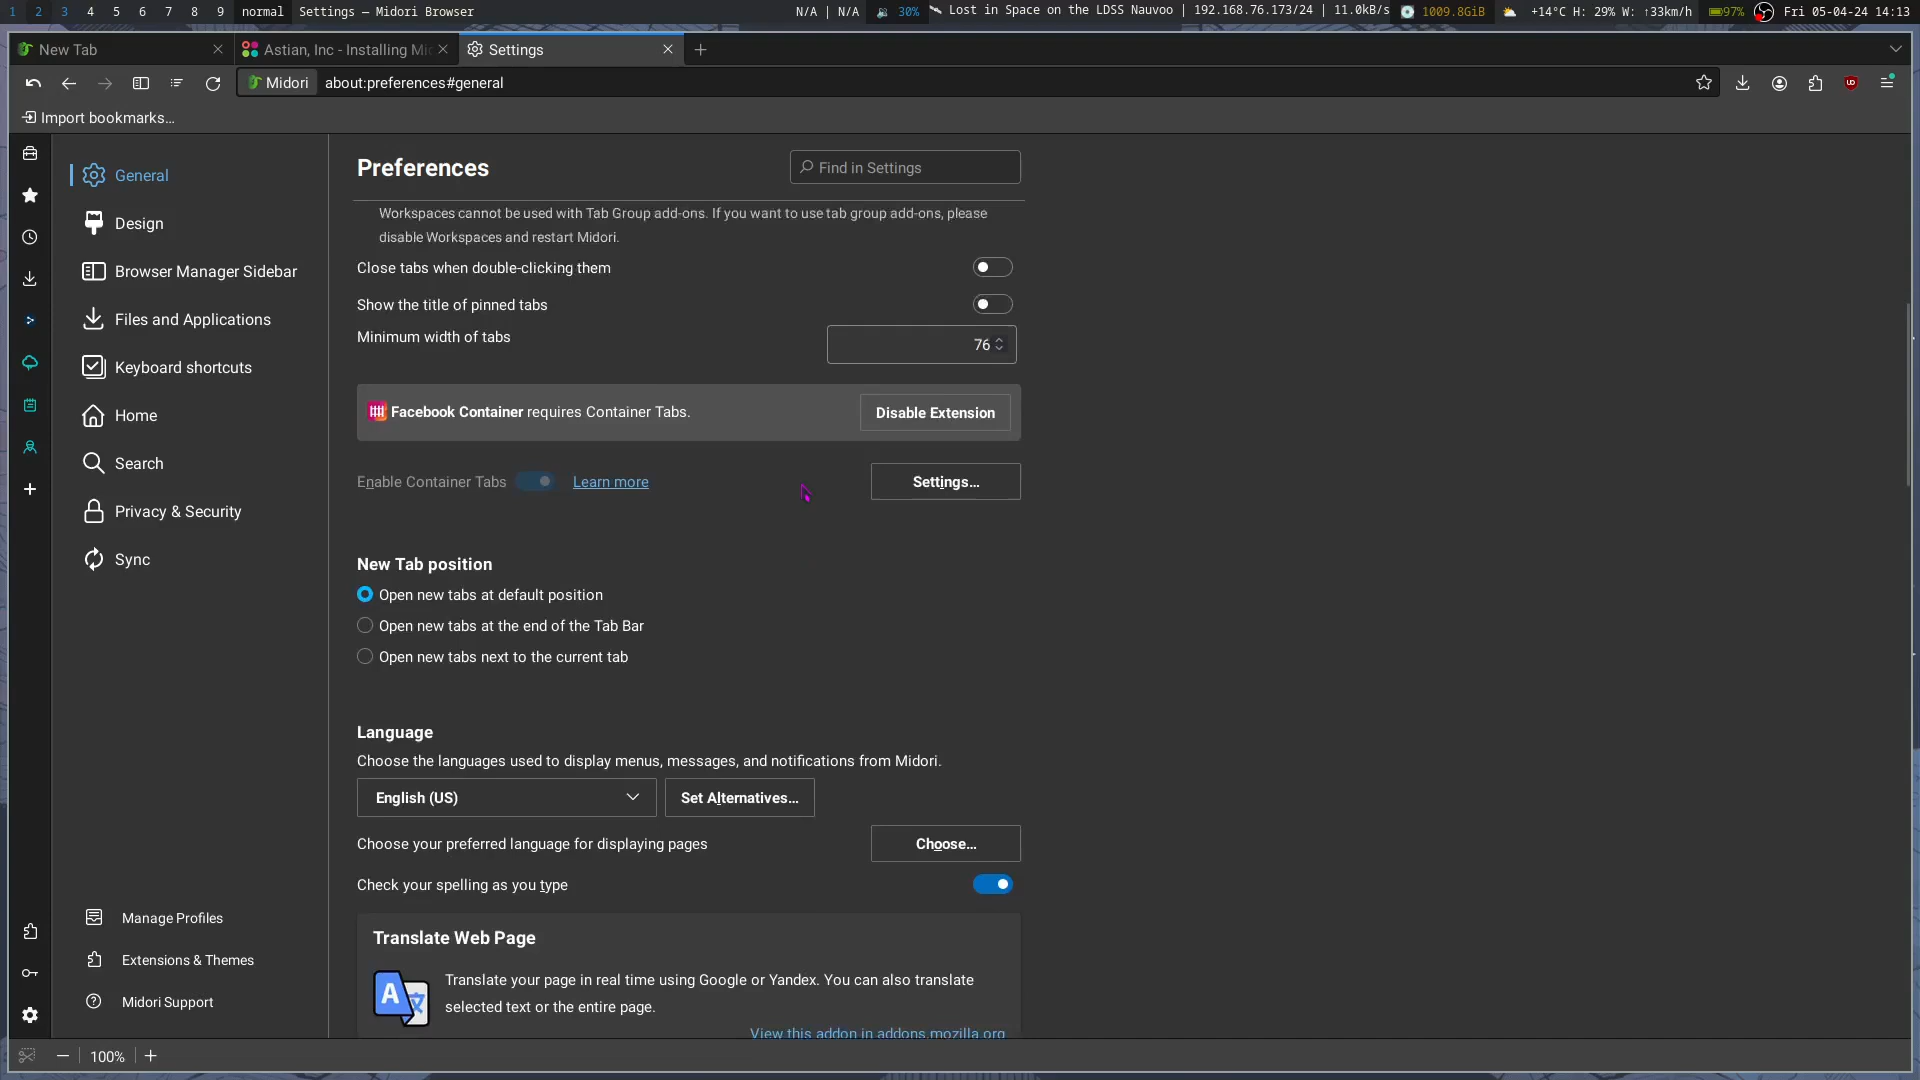 1 2 3 4 5 6 7 8 9 normal Settings — Midori Browser N/A | N/A 30% Lost in Space on the LDSS Nauvoo | 192.168.76.173/24 | 11.0kB/s 1009.8GiB +14°C H: 29% W: ↑33km/h 97% Fri 05-04-24 14:13
New Tab Astian, Inc - Installing Mi Settings
Midori about:preferences#general
Import bookmarks...
Preferences
Find in Settings
General
Design
Browser Manager Sidebar
Files and Applications
Keyboard shortcuts
Home
Search
Privacy & Security
Sync
Manage Profiles
Extensions & Themes
Midori Support
Workspaces cannot be used with Tab Group add-ons. If you want to use tab group add-ons, please
disable Workspaces and restart Midori.
Close tabs when double-clicking them
Show the title of pinned tabs
Minimum width of tabs 76
Facebook Container requires Container Tabs. Disable Extension
Enable Container Tabs Learn more Settings...
New Tab position
Open new tabs at default position
Open new tabs at the end of the Tab Bar
Open new tabs next to the current tab
Language
Choose the languages used to display menus, messages, and notifications from Midori.
English (US) Set Alternatives...
Choose your preferred language for displaying pages Choose...
Check your spelling as you type
Translate Web Page
Translate your page in real time using Google or Yandex. You can also translate
selected text or the entire page.
View this addon in addons.mozilla.org
100%